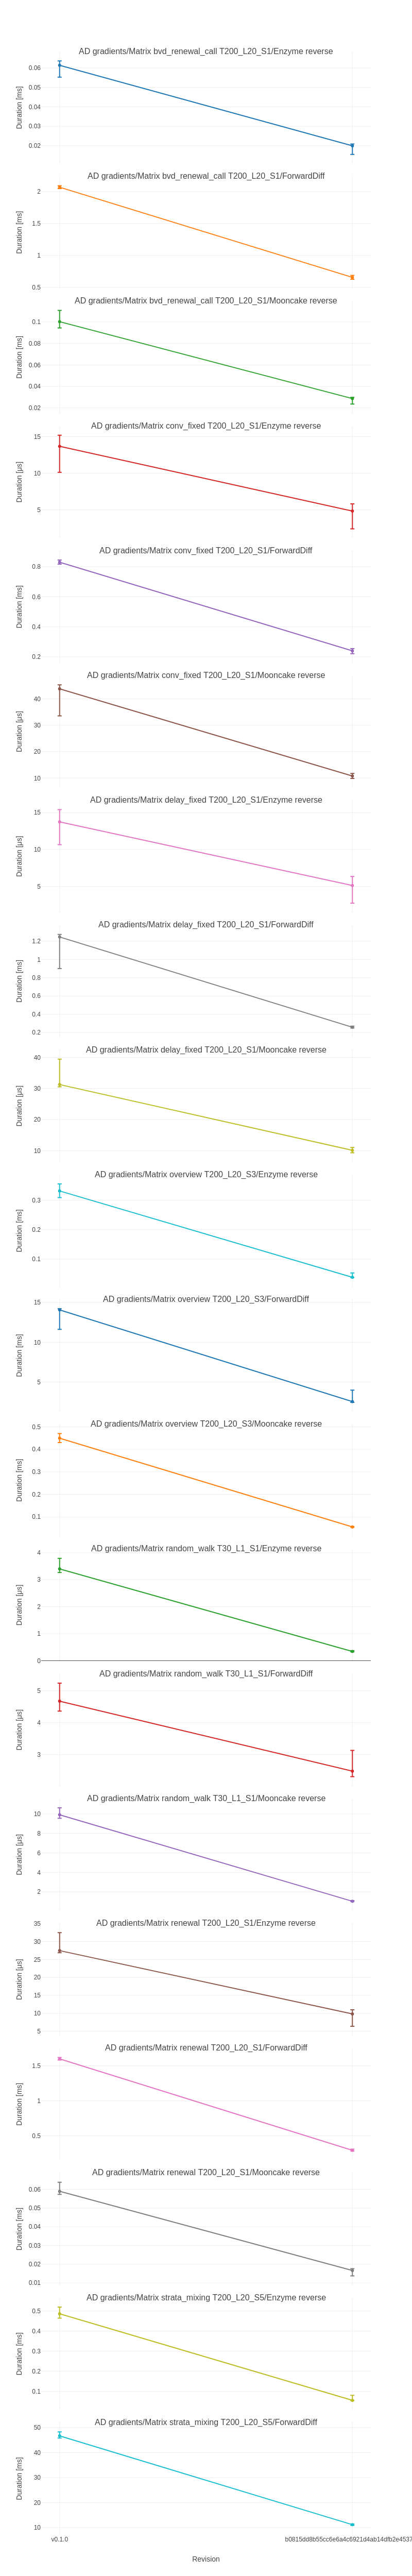 AD gradients/Matrix bvd_renewal_call T200_L20_S1/Enzyme reverse
Duration [ms]
0.06
0.05
0.04
0.03
0.02
AD gradients/Matrix bvd_renewal_call T200_L20_S1/ForwardDiff
Duration [ms]
2
1.5
1
0.5
AD gradients/Matrix bvd_renewal_call T200_L20_S1/Mooncake reverse
Duration [ms]
0.1
0.08
0.06
0.04
0.02
AD gradients/Matrix conv_fixed T200_L20_S1/Enzyme reverse
Duration [µs]
15
10
5
AD gradients/Matrix conv_fixed T200_L20_S1/ForwardDiff
Duration [ms]
0.8
0.6
0.4
0.2
AD gradients/Matrix conv_fixed T200_L20_S1/Mooncake reverse
Duration [µs]
40
30
20
10
AD gradients/Matrix delay_fixed T200_L20_S1/Enzyme reverse
Duration [µs]
15
10
5
AD gradients/Matrix delay_fixed T200_L20_S1/ForwardDiff
Duration [ms]
1.2
1
0.8
0.6
0.4
0.2
AD gradients/Matrix delay_fixed T200_L20_S1/Mooncake reverse
Duration [µs]
40
30
20
10
AD gradients/Matrix overview T200_L20_S3/Enzyme reverse
Duration [ms]
0.3
0.2
0.1
AD gradients/Matrix overview T200_L20_S3/ForwardDiff
Duration [ms]
15
10
5
AD gradients/Matrix overview T200_L20_S3/Mooncake reverse
Duration [ms]
0.5
0.4
0.3
0.2
0.1
AD gradients/Matrix random_walk T30_L1_S1/Enzyme reverse
Duration [µs]
4
3
2
1
0
AD gradients/Matrix random_walk T30_L1_S1/ForwardDiff
Duration [µs]
5
4
3
AD gradients/Matrix random_walk T30_L1_S1/Mooncake reverse
Duration [µs]
10
8
6
4
2
AD gradients/Matrix renewal T200_L20_S1/Enzyme reverse
Duration [µs]
35
30
25
20
15
10
5
AD gradients/Matrix renewal T200_L20_S1/ForwardDiff
Duration [ms]
1.5
1
0.5
AD gradients/Matrix renewal T200_L20_S1/Mooncake reverse
Duration [ms]
0.06
0.05
0.04
0.03
0.02
0.01
AD gradients/Matrix strata_mixing T200_L20_S5/Enzyme reverse
Duration [ms]
0.5
0.4
0.3
0.2
0.1
AD gradients/Matrix strata_mixing T200_L20_S5/ForwardDiff
Duration [ms]
50
40
30
20
10
v0.1.0
b0815dd8b55cc6e6a4c6921d4ab14dfb2e4537
Revision